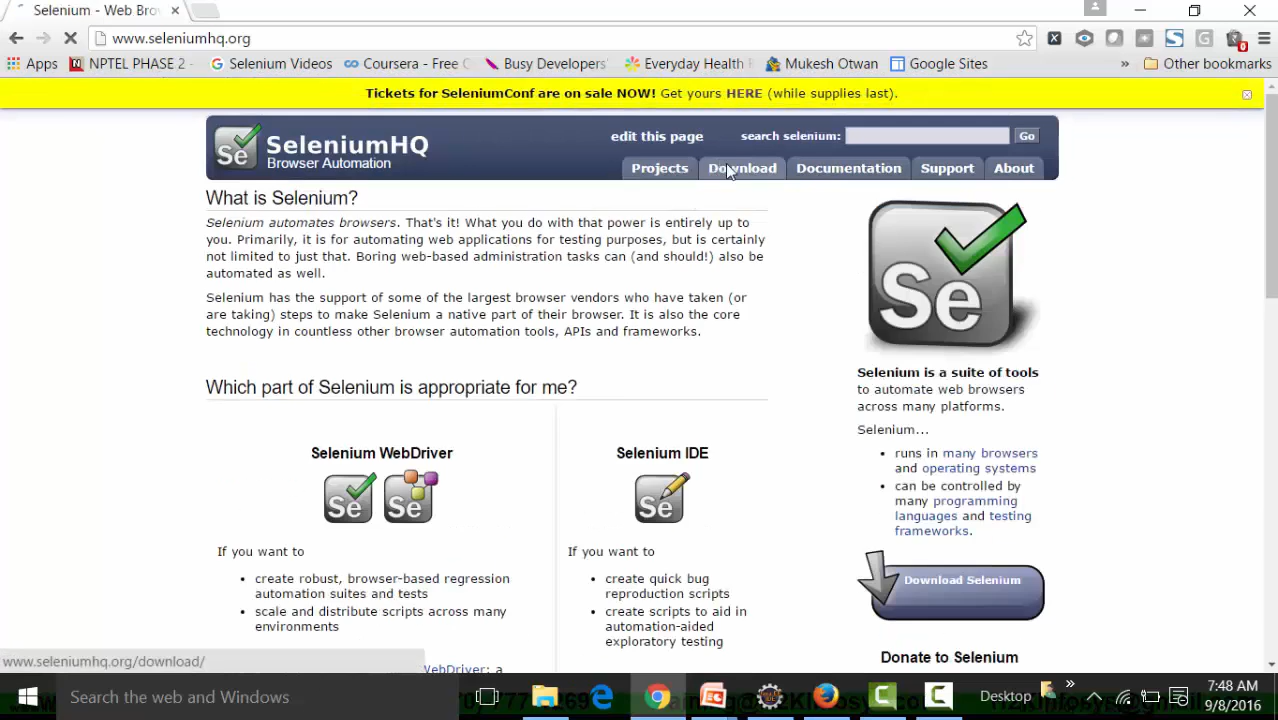 Selenium - Web Brow
www.seleniumhq.org
Apps NPTEL PHASE 2 - Selenium Videos Coursera - Free C Busy Developers' Everyday Health Mukesh Otwan Google Sites » Other bookmarks
Tickets for SeleniumConf are on sale NOW! Get yours HERE (while supplies last).
Se
SeleniumHQ
Browser Automation
edit this page
search selenium:
Go
Projects Download Documentation Support About
What is Selenium?
Selenium automates browsers. That's it! What you do with that power is entirely up to
you. Primarily, it is for automating web applications for testing purposes, but is certainly
not limited to just that. Boring web-based administration tasks can (and should!) also be
automated as well.
Selenium has the support of some of the largest browser vendors who have taken (or
are taking) steps to make Selenium a native part of their browser. It is also the core
technology in countless other browser automation tools, APIs and frameworks.
Which part of Selenium is appropriate for me?
Selenium WebDriver
Se Se
If you want to
• create robust, browser-based regression
automation suites and tests
• scale and distribute scripts across many
environments
WebDriver; a
Selenium IDE
Se
If you want to
• create quick bug
reproduction scripts
• create scripts to aid in
automation-aided
exploratory testing
Se
Selenium is a suite of tools
to automate web browsers
across many platforms.
Selenium...
• runs in many browsers
and operating systems
• can be controlled by
many programming
languages and testing
frameworks.
Download Selenium
Donate to Selenium
www.seleniumhq.org/download/
Search the web and Windows
Desktop »
7:48 AM
9/8/2016